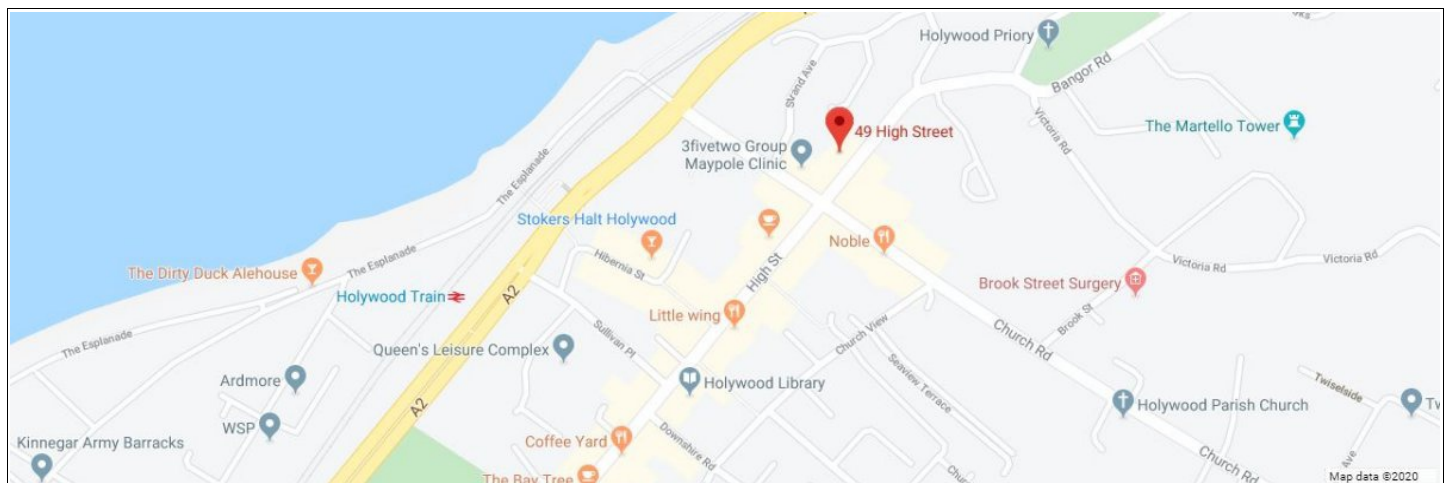 Holywood Priory
Bangor Rd
Strand Ave
49 High Street
The Martello Tower
Victoria Rd
3fivetwo Group
Maypole Clinic
The Esplanade
Stokers Halt Holywood
Noble
Hibernia St
High St
Victoria Rd
Victoria Rd
The Dirty Duck Alehouse
The Esplanade
Brook Street Surgery
Holywood Train
A2
Little wing
Brook St
Church Rd
Church View
Sullivan Pl
The Esplanade
Queen's Leisure Complex
Seaview Terrace
Ardmore
Holywood Library
Twiselside
A2
Holywood Parish Church
Tw
WSP
Kinnegar Army Barracks
Coffee Yard
Downshire Rd
Church Rd
Ave
The Bay Tree
Map data ©2020